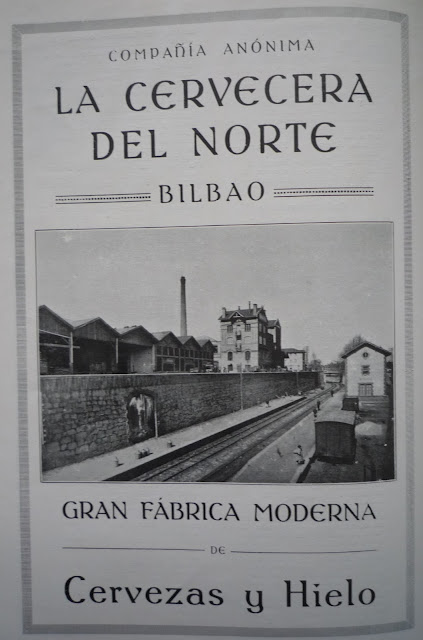 COMPAÑÍA ANÓNIMA
LA CERVECERA
DEL NORTE
BILBAO
GRAN FÁBRICA MODERNA
DE
Cervezas y Hielo